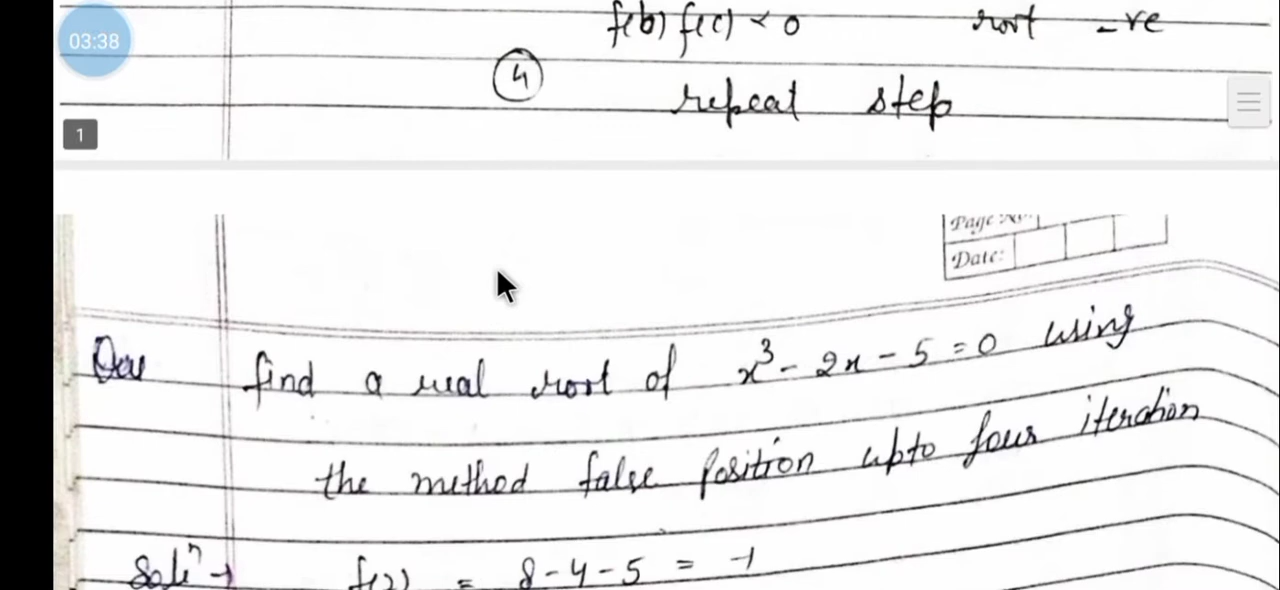 03:38
f(b) f(c) < 0 root -ve
④ repeat step
1
Page No.
Date:
Que find a real root of x³ - 2x - 5 = 0 using
the method false position upto four iteration
Solⁿ → f(2) = 8 - 4 - 5 = -1